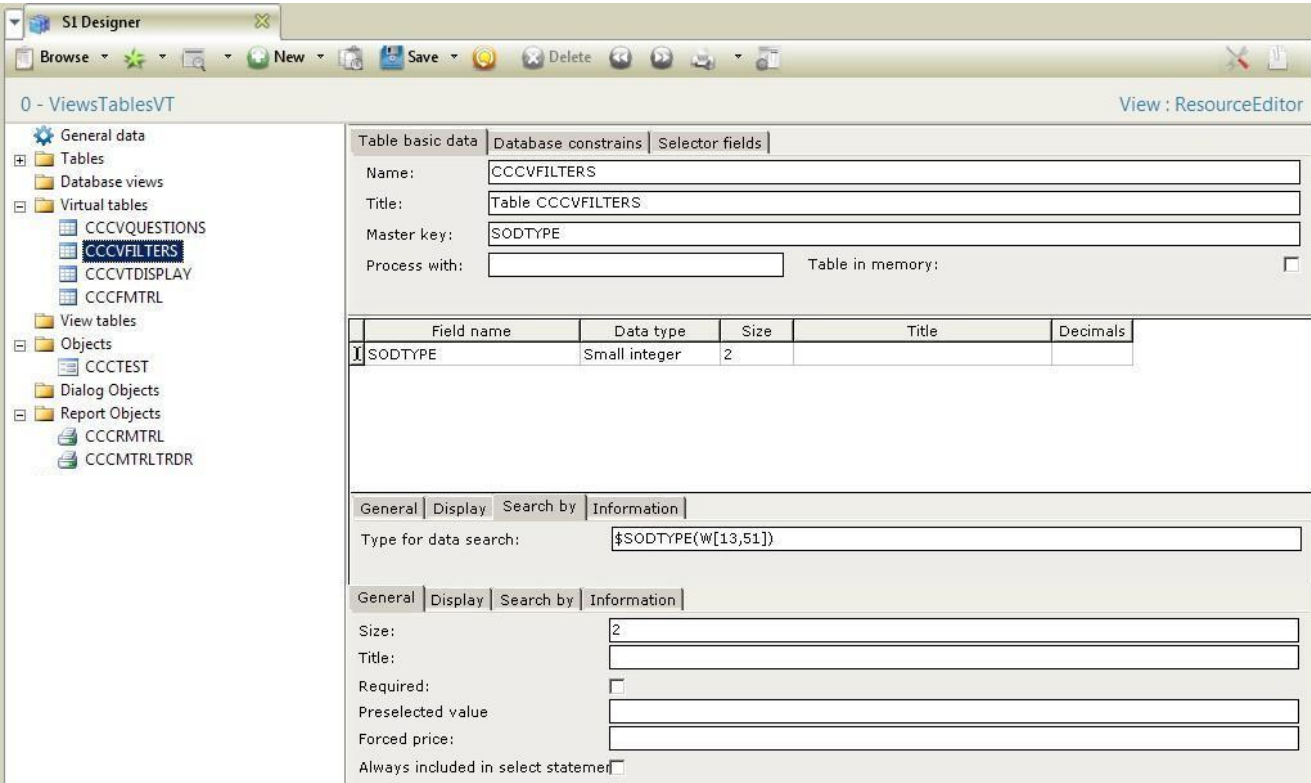 S1 Designer
Browse New Save Delete
0 - ViewsTablesVT
View : ResourceEditor
General data
Tables
Database views
Virtual tables
CCCVQUESTIONS
CCCVFILTERS
CCCVTDISPLAY
CCCFMTRL
View tables
Objects
CCCTEST
Dialog Objects
Report Objects
CCCRMTRL
CCCMTRLTRDR
Table basic data Database constrains Selector fields
Name: CCCVFILTERS
Title: Table CCCVFILTERS
Master key: SODTYPE
Process with: Table in memory:
Field name Data type Size Title Decimals
SODTYPE Small integer 2
General Display Search by Information
Type for data search: $SODTYPE(W[13,51])
General Display Search by Information
Size: 2
Title:
Required:
Preselected value
Forced price:
Always included in select statemer